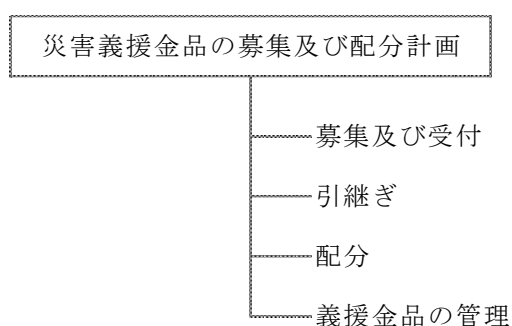 災害義援金品の募集及び配分計画
募集及び受付
引継ぎ
配分
義援金品の管理